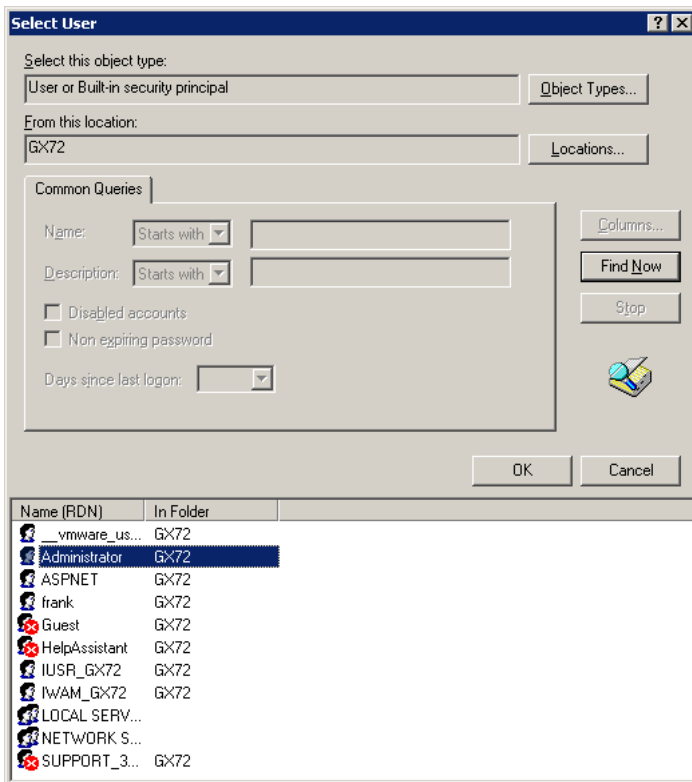 Select User
Select this object type:
User or Built-in security principal
Object Types...
From this location:
GX72
Locations...
Common Queries
Name: Starts with
Columns...
Description: Starts with
Find Now
Disabled accounts
Stop
Non expiring password
Days since last logon:
OK Cancel
Name (RDN) In Folder
__vmware_us... GX72
Administrator GX72
ASPNET GX72
frank GX72
Guest GX72
HelpAssistant GX72
IUSR_GX72 GX72
IWAM_GX72 GX72
LOCAL SERV...
NETWORK S...
SUPPORT_3... GX72